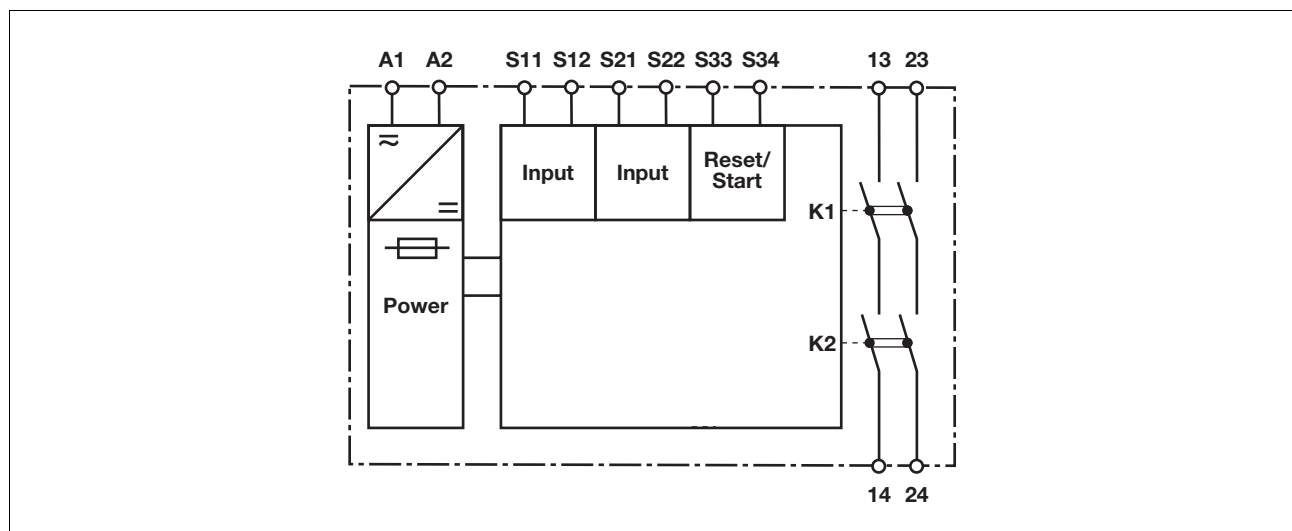 A1 A2 S11 S12 S21 S22 S33 S34 13 23
Input Input Reset/
Start
K1
Power
K2
14 24